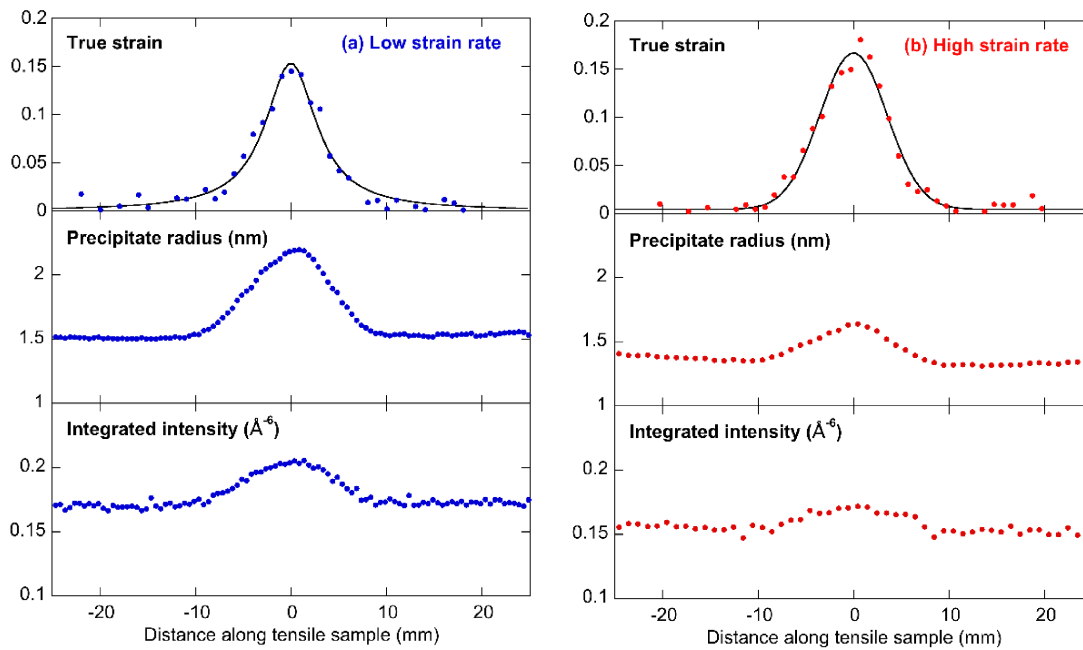 True strain
(a) Low strain rate
0.2
0.15
0.1
0.05
0
Precipitate radius (nm)
2
1.5
1
Integrated intensity (Å⁻⁶)
0.2
0.15
0.1
-20 -10 0 10 20
Distance along tensile sample (mm)
True strain
(b) High strain rate
0.2
0.15
0.1
0.05
0
Precipitate radius (nm)
2
1.5
1
Integrated intensity (Å⁻⁶)
0.2
0.15
0.1
-20 -10 0 10 20
Distance along tensile sample (mm)